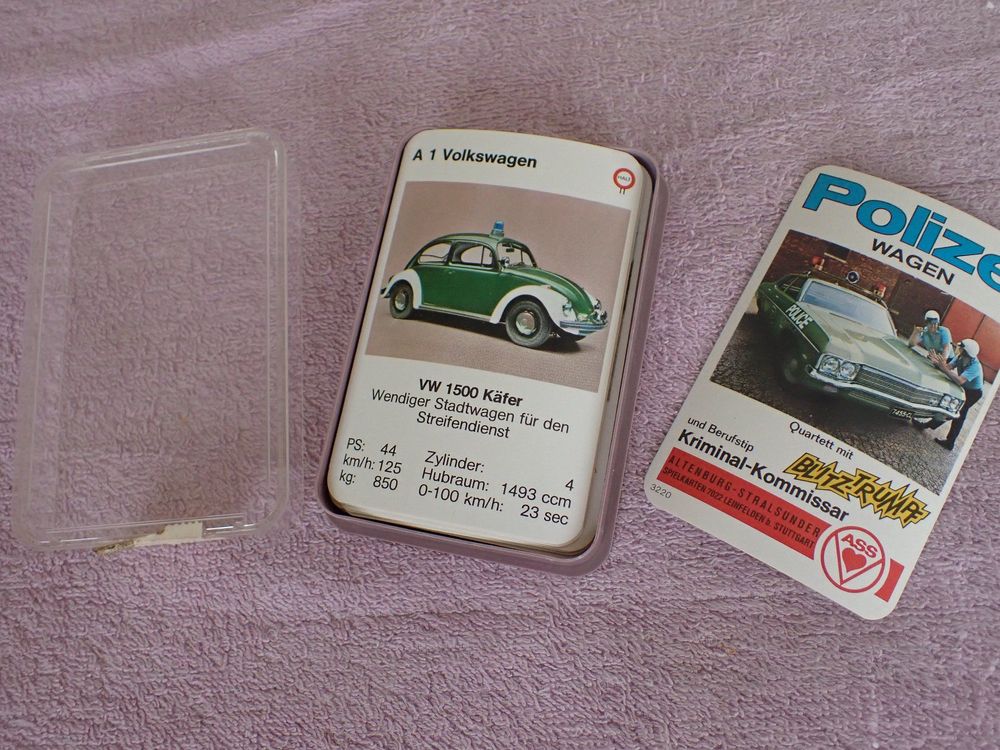 A 1 Volkswagen
HALT
VW 1500 Käfer
Wendiger Stadtwagen für den
Streifendienst
PS: 44
km/h: 125
kg: 850
Zylinder: 4
Hubraum: 1493 ccm
0-100 km/h: 23 sec
Polize
WAGEN
POLICE
Quartett mit
BLITZTRUMPF
und Berufstip
Kriminal-Kommissar
ALTENBURG-STRALSUNDER
SPIELKARTEN 7022 LEINFELDEN b. STUTTGART
3220
ASS